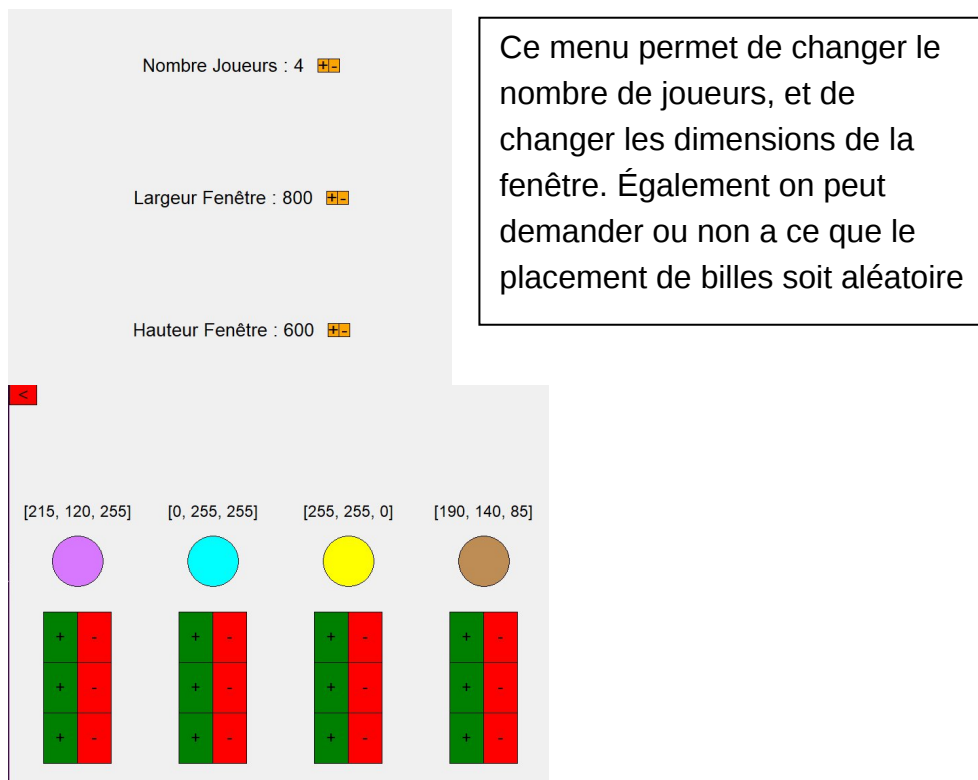 Nombre Joueurs : 4 + -
Ce menu permet de changer le
nombre de joueurs, et de
changer les dimensions de la
fenêtre. Également on peut
demander ou non a ce que le
placement de billes soit aléatoire
Largeur Fenêtre : 800 + -
Hauteur Fenêtre : 600 + -
<
[215, 120, 255] [0, 255, 255] [255, 255, 0] [190, 140, 85]
+ - + - + - + -
+ - + - + - + -
+ - + - + - + -